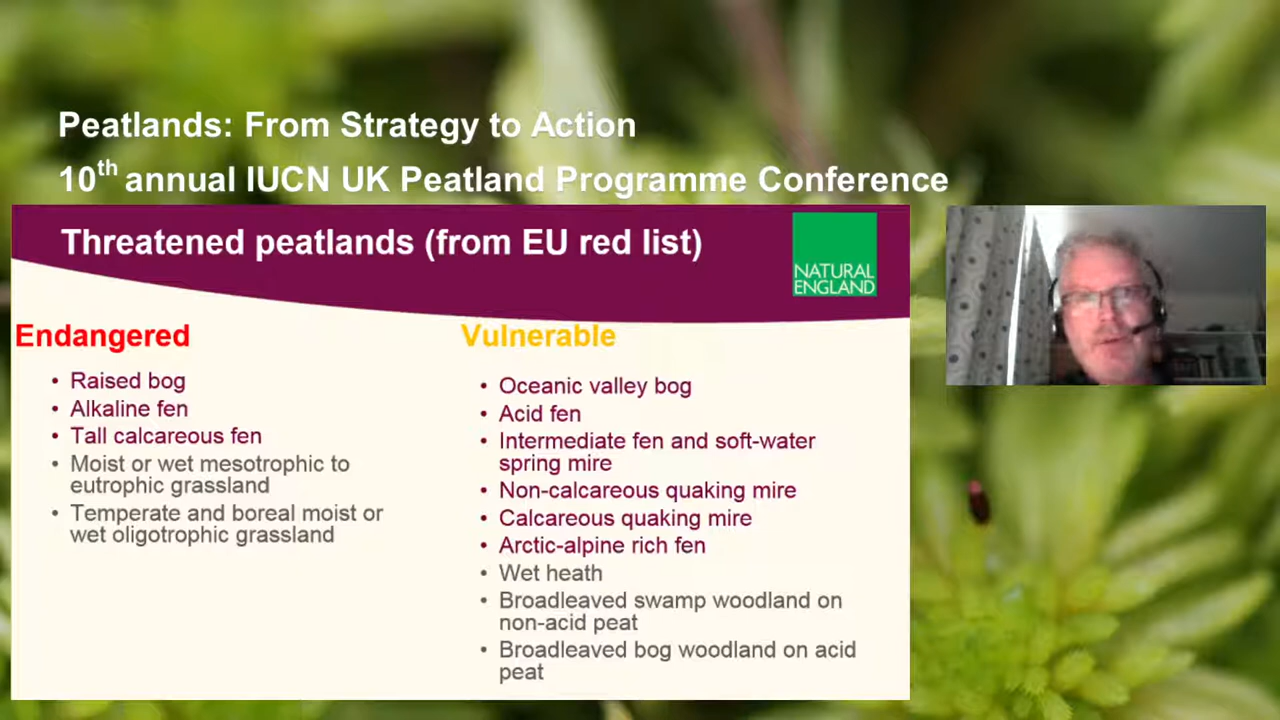 Peatlands: From Strategy to Action
10th annual IUCN UK Peatland Programme Conference
Threatened peatlands (from EU red list)
NATURAL
ENGLAND
Endangered
• Raised bog
• Alkaline fen
• Tall calcareous fen
• Moist or wet mesotrophic to
eutrophic grassland
• Temperate and boreal moist or
wet oligotrophic grassland
Vulnerable
• Oceanic valley bog
• Acid fen
• Intermediate fen and soft-water
spring mire
• Non-calcareous quaking mire
• Calcareous quaking mire
• Arctic-alpine rich fen
• Wet heath
• Broadleaved swamp woodland on
non-acid peat
• Broadleaved bog woodland on acid
peat